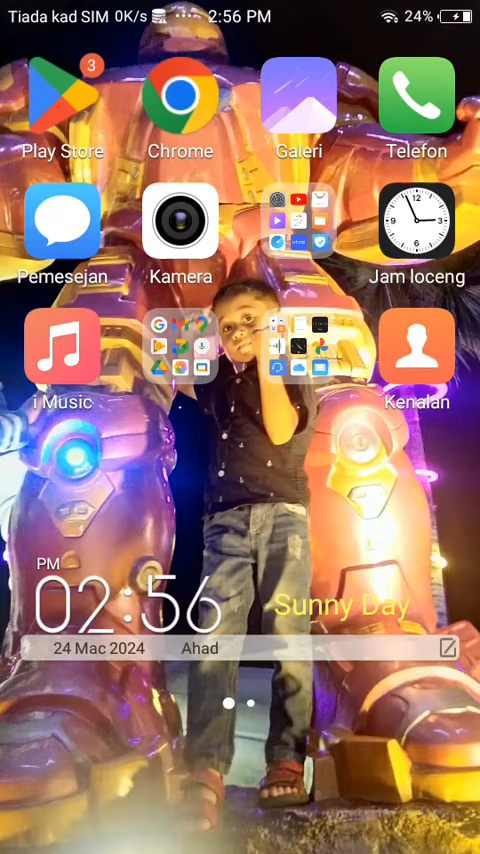 Tiada kad SIM 0K/s 2:56 PM 24%
3
Play Store Chrome Galeri Telefon
Pemesejan Kamera Jam loceng
i Music Kenalan
PM
02:56
Sunny Day
24 Mac 2024 Ahad